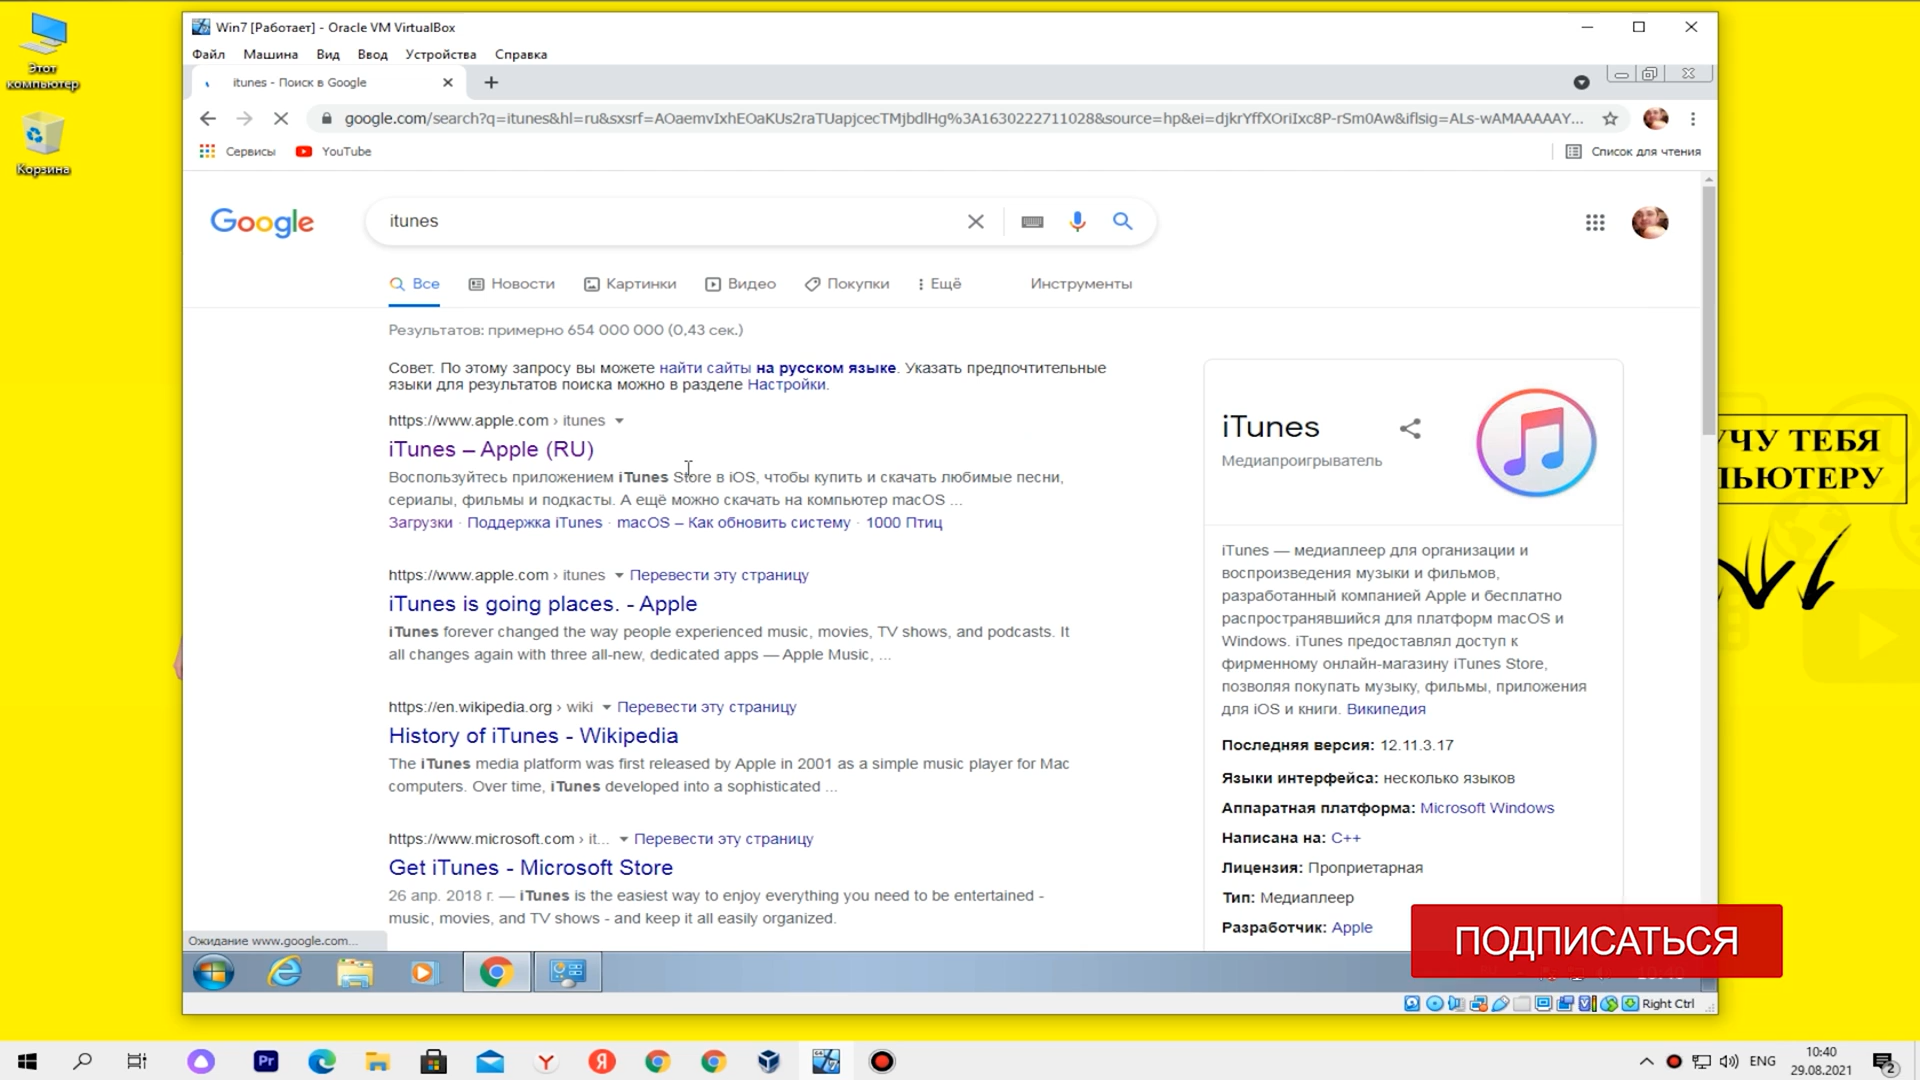 Win7 [Работает] - Oracle VM VirtualBox
Файл Машина Вид Ввод Устройства Справка
itunes - Поиск в Google
google.com/search?q=itunes&hl=ru&sxsrf=AOaemvIxhEOaKUs2raTUapjcecTMjbdlHg%3A1630222711028&source=hp&ei=djkrYffXOriIxc8P-rSm0Aw&iflsig=ALs-wAMAAAAAY...
Сервисы YouTube Список для чтения
Этот компьютер
Корзина
Google
itunes
Все Новости Картинки Видео Покупки Ещё Инструменты
Результатов: примерно 654 000 000 (0,43 сек.)
Совет. По этому запросу вы можете найти сайты на русском языке. Указать предпочтительные
языки для результатов поиска можно в разделе Настройки.
https://www.apple.com › itunes
iTunes – Apple (RU)
Воспользуйтесь приложением iTunes Store в iOS, чтобы купить и скачать любимые песни,
сериалы, фильмы и подкасты. А ещё можно скачать на компьютер macOS ...
Загрузки · Поддержка iTunes · macOS – Как обновить систему · 1000 Птиц
https://www.apple.com › itunes Перевести эту страницу
iTunes is going places. - Apple
iTunes forever changed the way people experienced music, movies, TV shows, and podcasts. It
all changes again with three all-new, dedicated apps — Apple Music, ...
https://en.wikipedia.org › wiki Перевести эту страницу
History of iTunes - Wikipedia
The iTunes media platform was first released by Apple in 2001 as a simple music player for Mac
computers. Over time, iTunes developed into a sophisticated ...
https://www.microsoft.com › it... Перевести эту страницу
Get iTunes - Microsoft Store
26 апр. 2018 г. — iTunes is the easiest way to enjoy everything you need to be entertained -
music, movies, and TV shows - and keep it all easily organized.
iTunes
Медиапроигрыватель
iTunes — медиаплеер для организации и
воспроизведения музыки и фильмов,
разработанный компанией Apple и бесплатно
распространявшийся для платформ macOS и
Windows. iTunes предоставлял доступ к
фирменному онлайн-магазину iTunes Store,
позволяя покупать музыку, фильмы, приложения
для iOS и книги. Википедия
Последняя версия: 12.11.3.17
Языки интерфейса: несколько языков
Аппаратная платформа: Microsoft Windows
Написана на: C++
Лицензия: Проприетарная
Тип: Медиаплеер
Разработчик: Apple
УЧУ ТЕБЯ
ПЬЮТЕРУ
ПОДПИСАТЬСЯ
Ожидание www.google.com...
Right Ctrl
Pr
ENG
10:40
29.08.2021
2